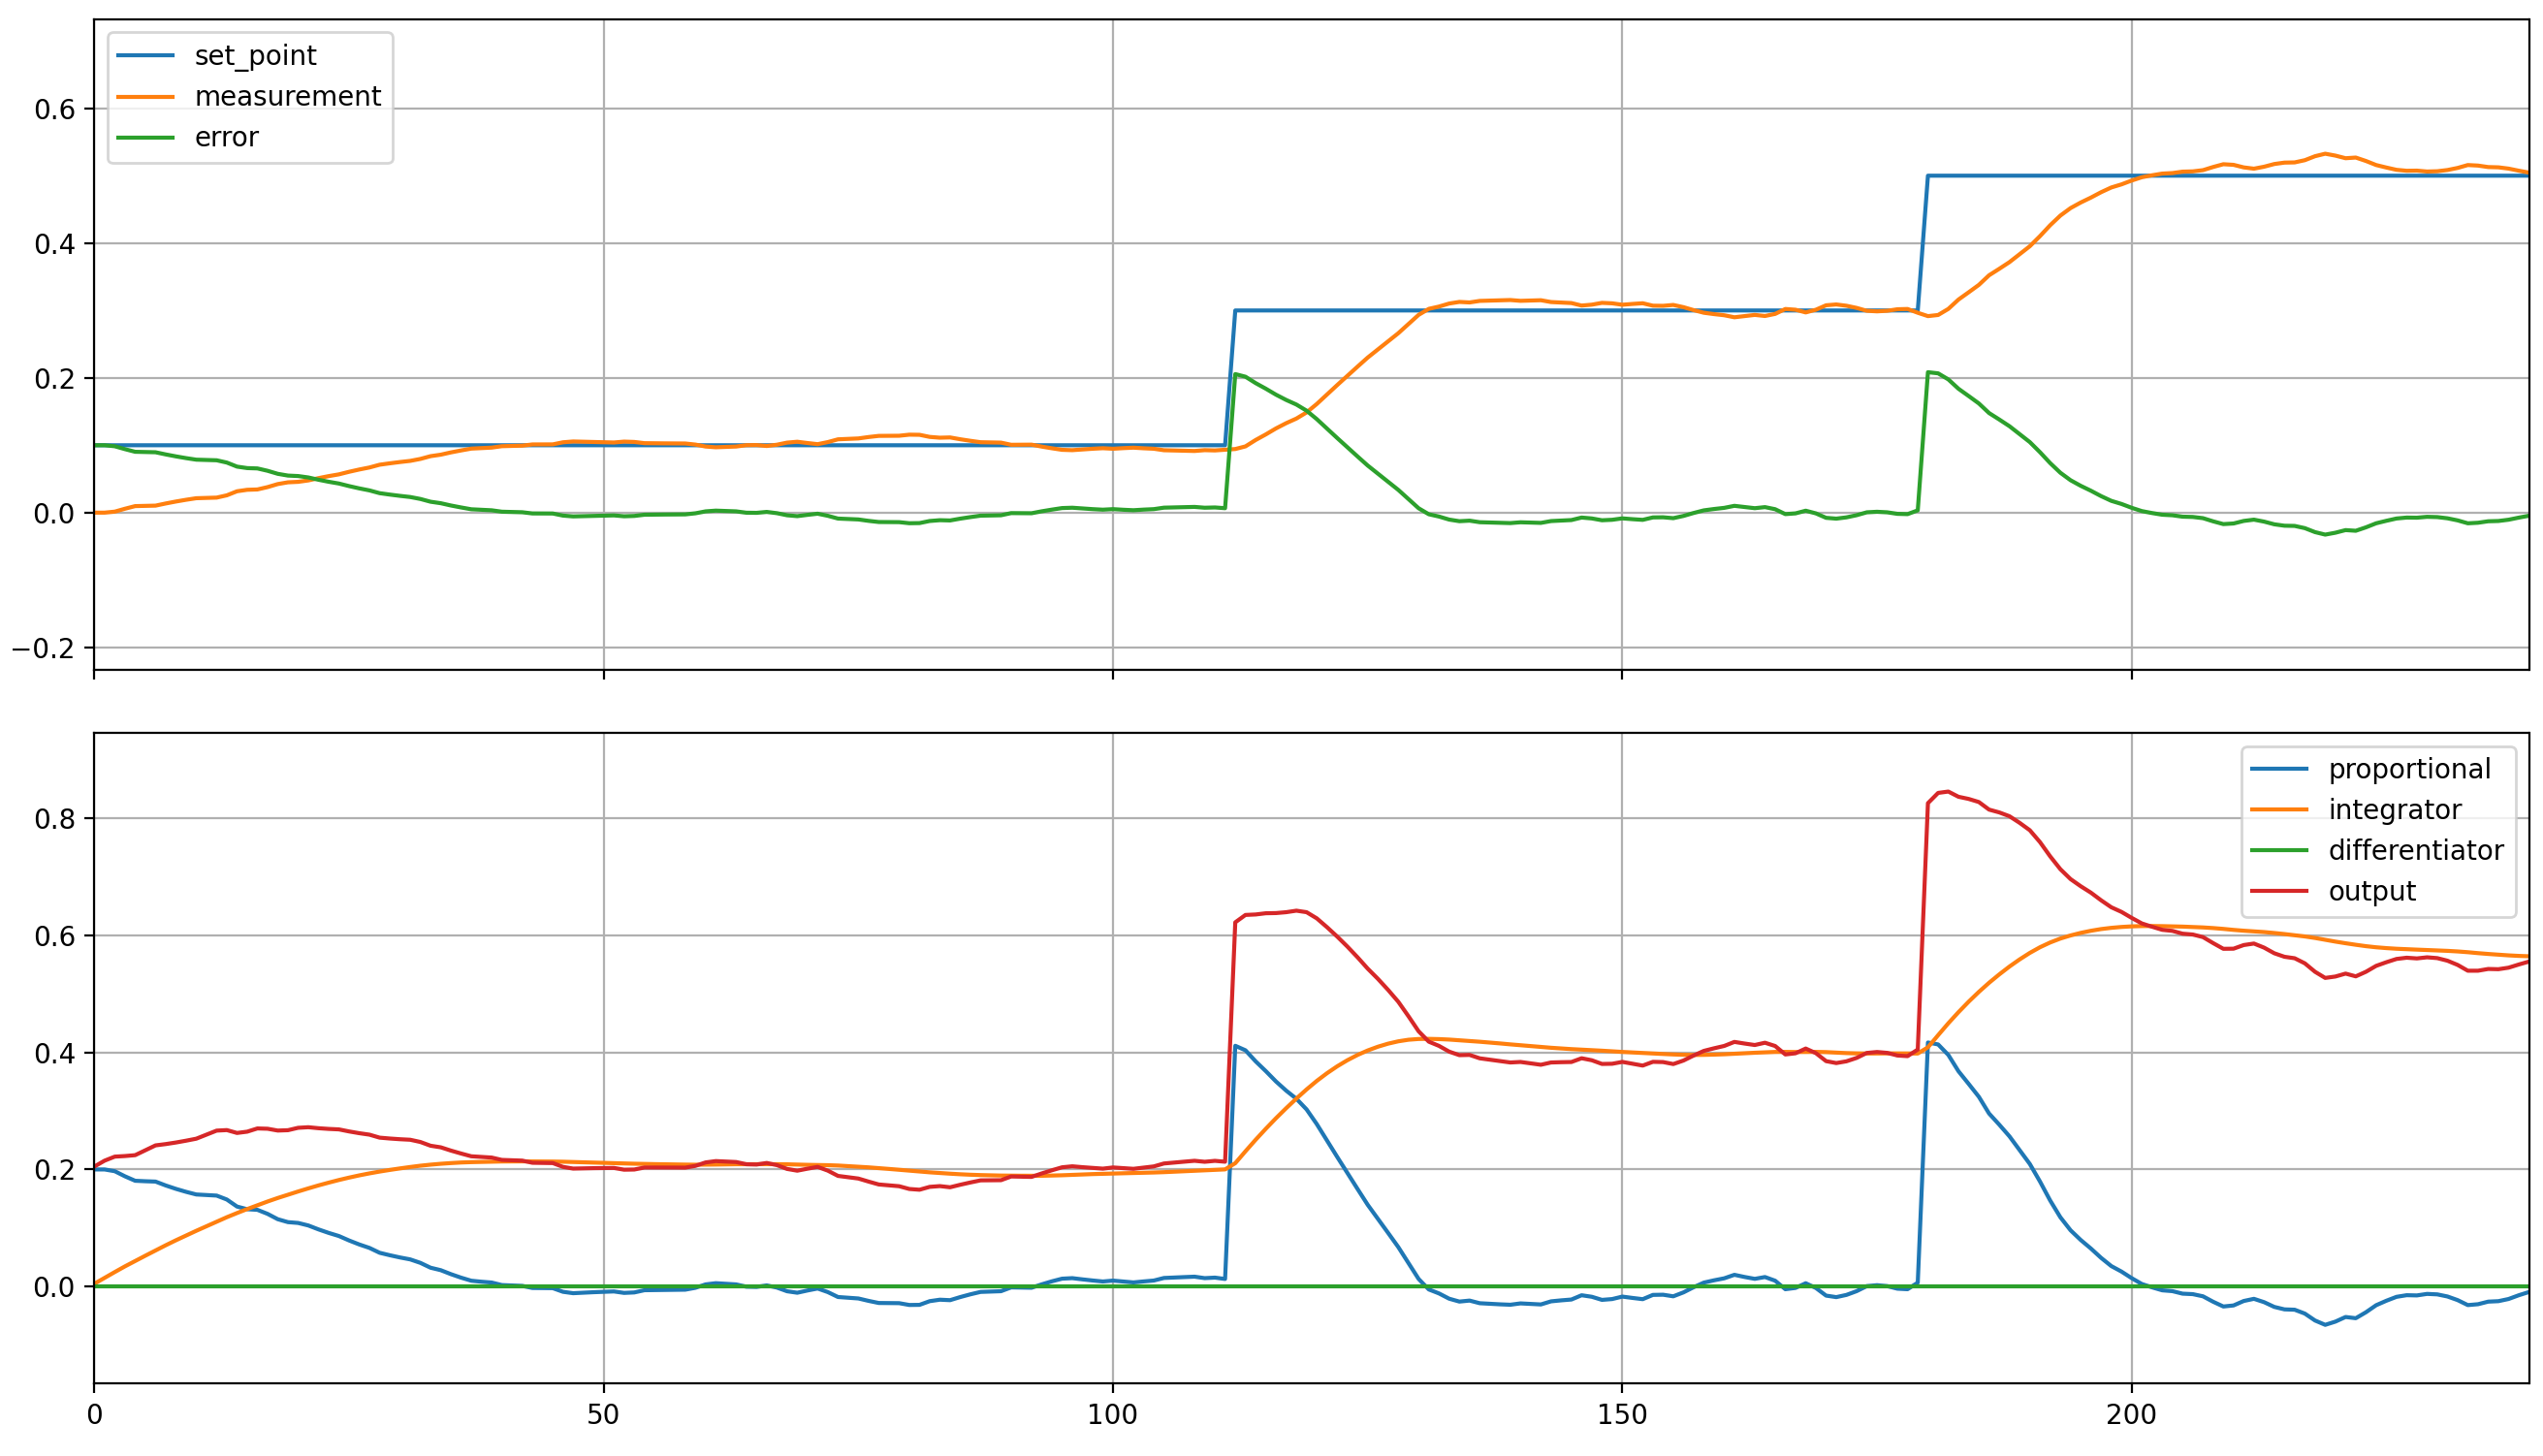 set_point
measurement
error
0.6
0.4
0.2
0.0
−0.2
proportional
integrator
differentiator
output
0.8
0.6
0.4
0.2
0.0
0 50 100 150 200